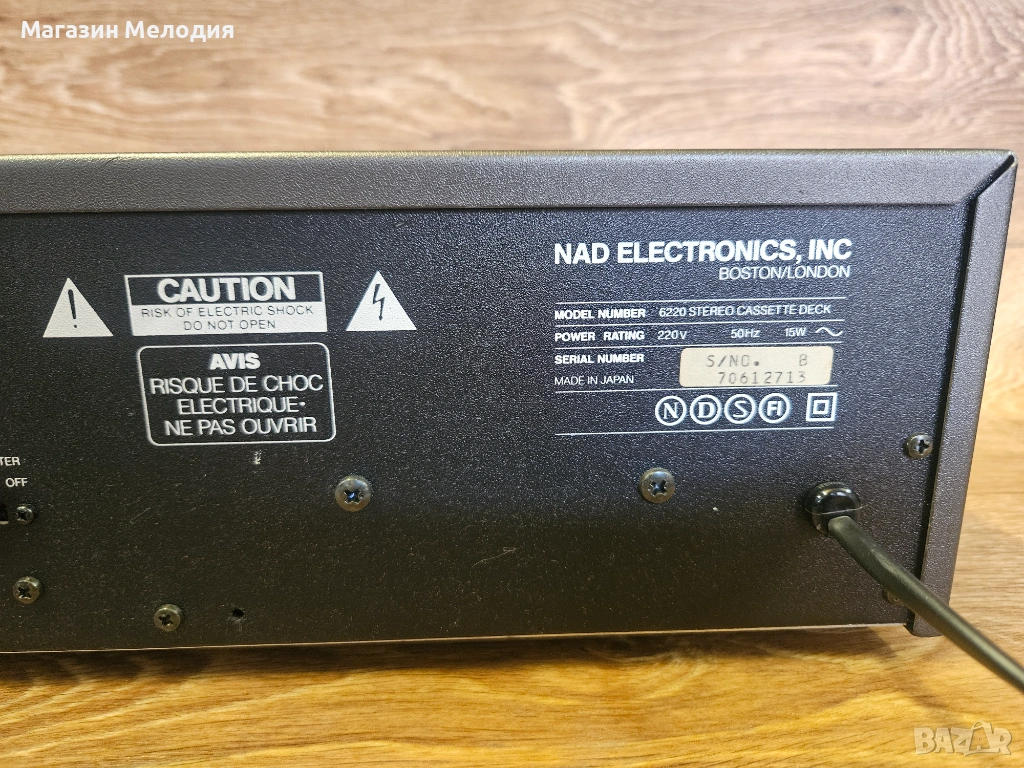 Магазин Мелодия
NAD ELECTRONICS, INC
BOSTON/LONDON
CAUTION
RISK OF ELECTRIC SHOCK
DO NOT OPEN
AVIS
RISQUE DE CHOC
ELECTRIQUE•
NE PAS OUVRIR
MODEL NUMBER 6220 STEREO CASSETTE DECK
POWER RATING 220V 50Hz 15W
SERIAL NUMBER S/NO. B
MADE IN JAPAN 70612713
N D S FI
OFF
BAZAR